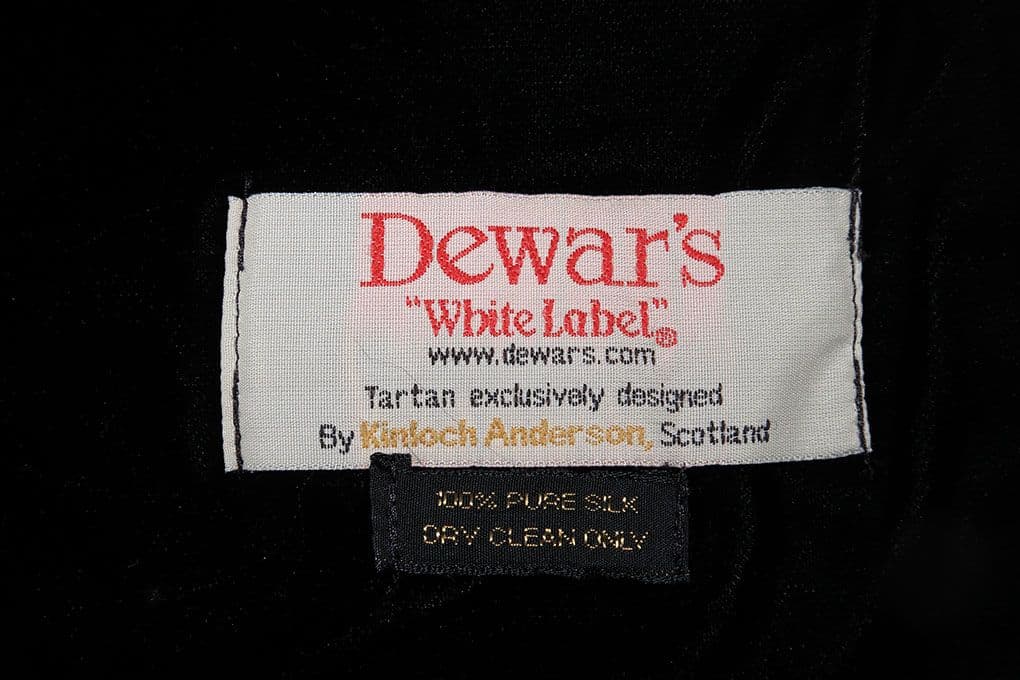 Dewar's
"White Label"®
www.dewars.com
Tartan exclusively designed
By Kinloch Anderson, Scotland
100% PURE SILK
DRY CLEAN ONLY